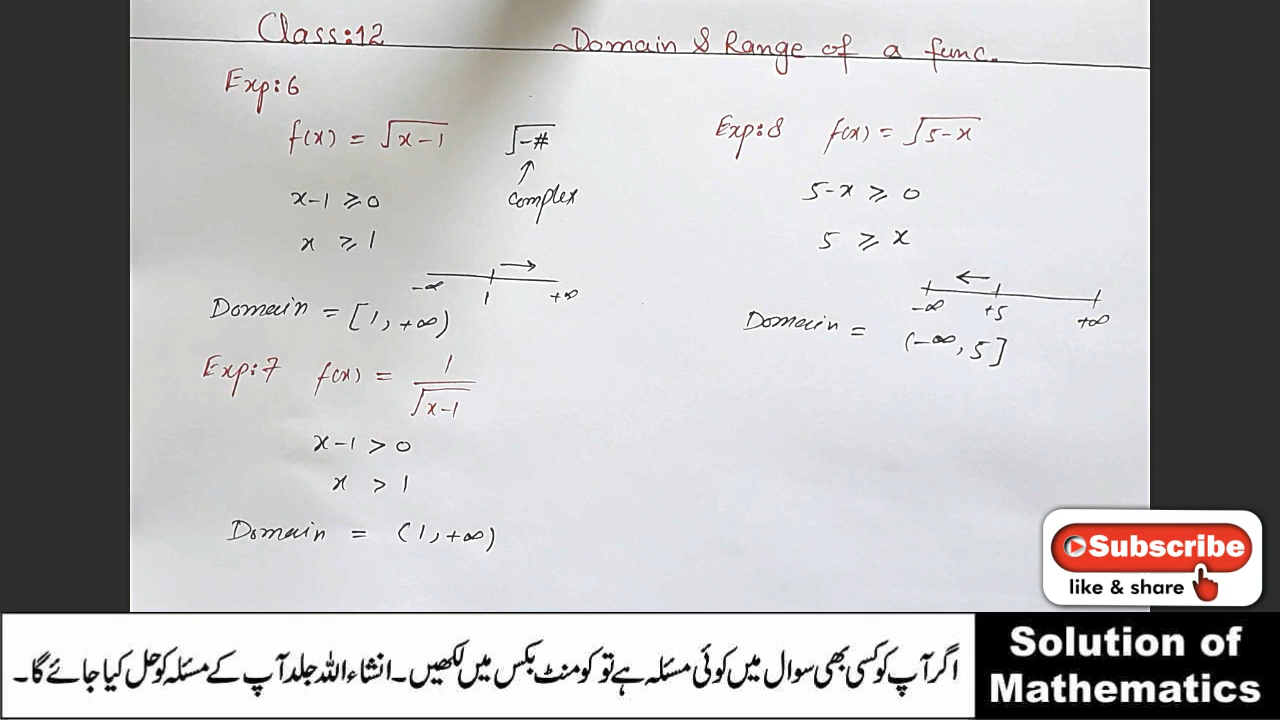 Class:12 Domain & Range of a func.
Exp:6
f(x) = √x-1 √-#
↑
complex
x-1 ⩾ 0
x ⩾ 1
→
-∞ 1 +∞
Domain = [1, +∞)
Exp:7 f(x) = 1/√x-1
x-1 > 0
x > 1
Domain = (1, +∞)
Exp:8 f(x) = √5-x
5-x ⩾ 0
5 ⩾ x
←
-∞ +5 +∞
Domain = (-∞, 5]
Subscribe
like & share
اگر آپ کو کسی بھی سوال میں کوئی مسئلہ ہے تو کومنٹ بکس میں لکھیں۔ انشاءاللہ جلد آپ کے مسئلہ کو حل کیا جائے گا۔
Solution of
Mathematics